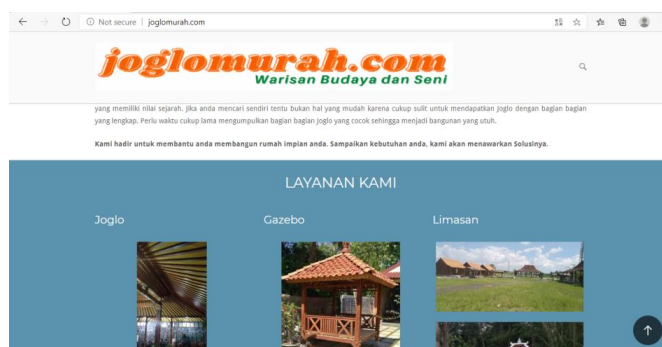 Not secure | joglomurah.com
joglomurah.com
Warisan Budaya dan Seni
yang memiliki nilai sejarah. Jika anda mencari sendiri tentu bukan hal yang mudah karena cukup sulit untuk mendapatkan Joglo dengan bagian bagian
yang lengkap. Perlu waktu cukup lama mengumpulkan bagian bagian Joglo yang cocok sehingga menjadi bangunan yang utuh.
Kami hadir untuk membantu anda membangun rumah impian anda. Sampaikan kebutuhan anda, kami akan menawarkan Solusinya.
LAYANAN KAMI
Joglo
Gazebo
Limasan